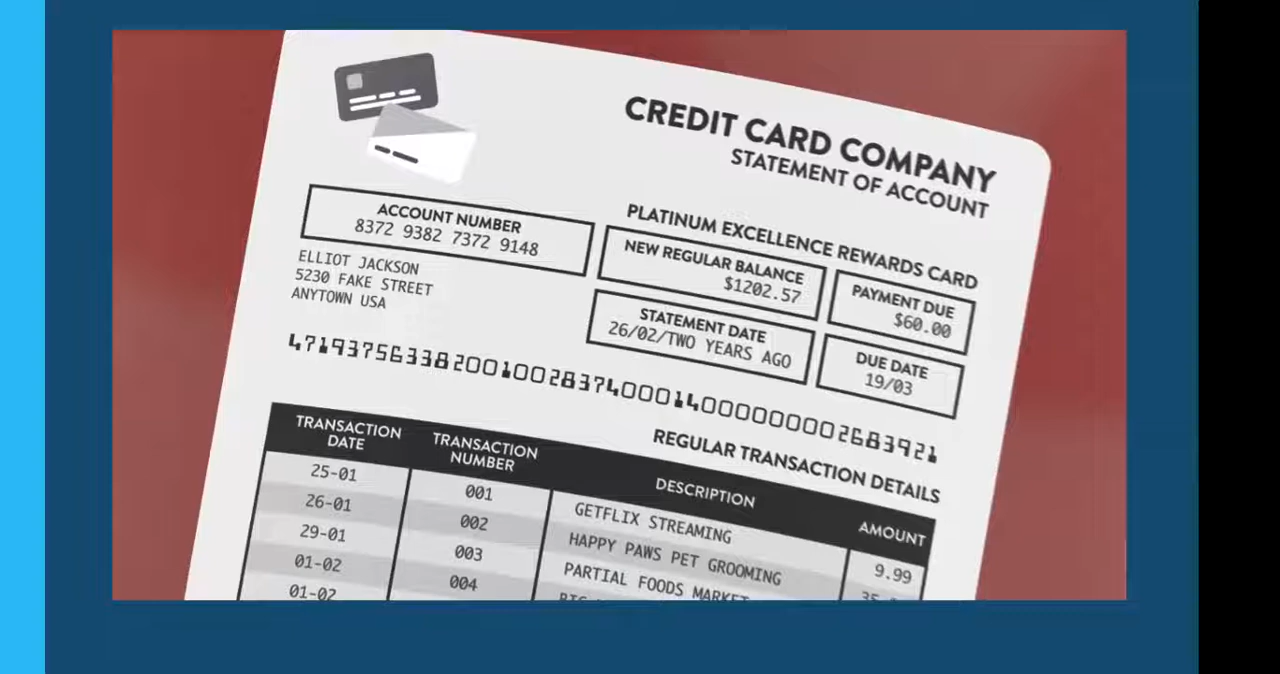 CREDIT CARD COMPANY
STATEMENT OF ACCOUNT
ACCOUNT NUMBER
8372 9382 7372 9148
ELLIOT JACKSON
5230 FAKE STREET
ANYTOWN USA
PLATINUM EXCELLENCE REWARDS CARD
NEW REGULAR BALANCE
$1202.57
PAYMENT DUE
$60.00
STATEMENT DATE
26/02/TWO YEARS AGO
DUE DATE
19/03
471937563382001002837400014000000002683921
REGULAR TRANSACTION DETAILS
TRANSACTION DATE TRANSACTION NUMBER DESCRIPTION AMOUNT
25-01 001 GETFLIX STREAMING 9.99
26-01 002 HAPPY PAWS PET GROOMING
29-01 003 PARTIAL FOODS MARKET
01-02 004
01-02